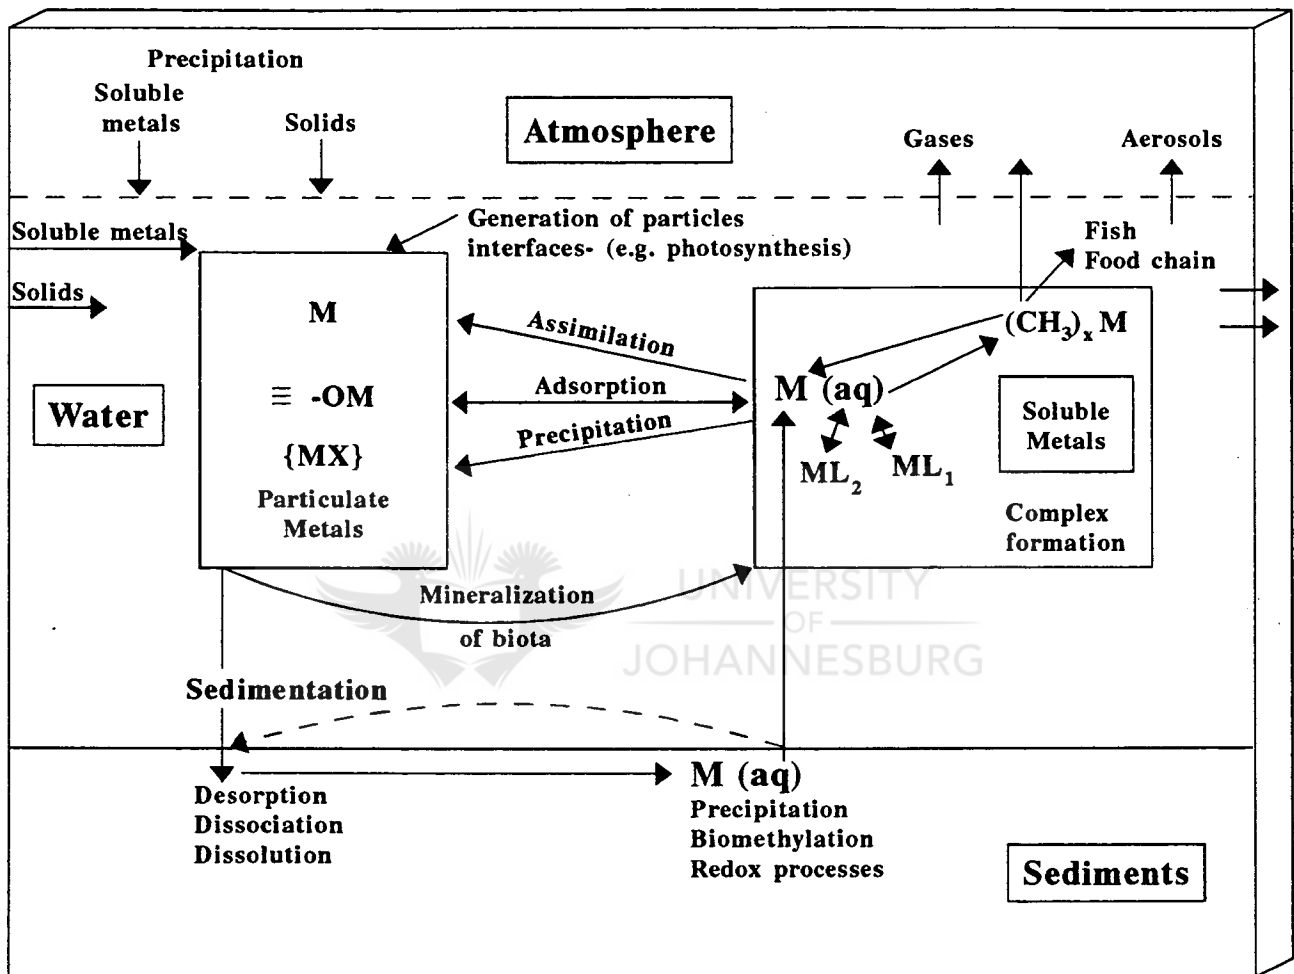 Precipitation
Soluble
metals
Solids
Atmosphere
Gases
Aerosols
Soluble metals
Generation of particles
interfaces- (e.g. photosynthesis)
Fish
Food chain
Solids
M
≡ -OM
{MX}
Particulate
Metals
Water
Assimilation
Adsorption
Precipitation
(CH₃)ₓ M
M (aq)
ML₂
ML₁
Soluble
Metals
Complex
formation
Mineralization
of biota
UNIVERSITY
OF
JOHANNESBURG
Sedimentation
Desorption
Dissociation
Dissolution
M (aq)
Precipitation
Biomethylation
Redox processes
Sediments